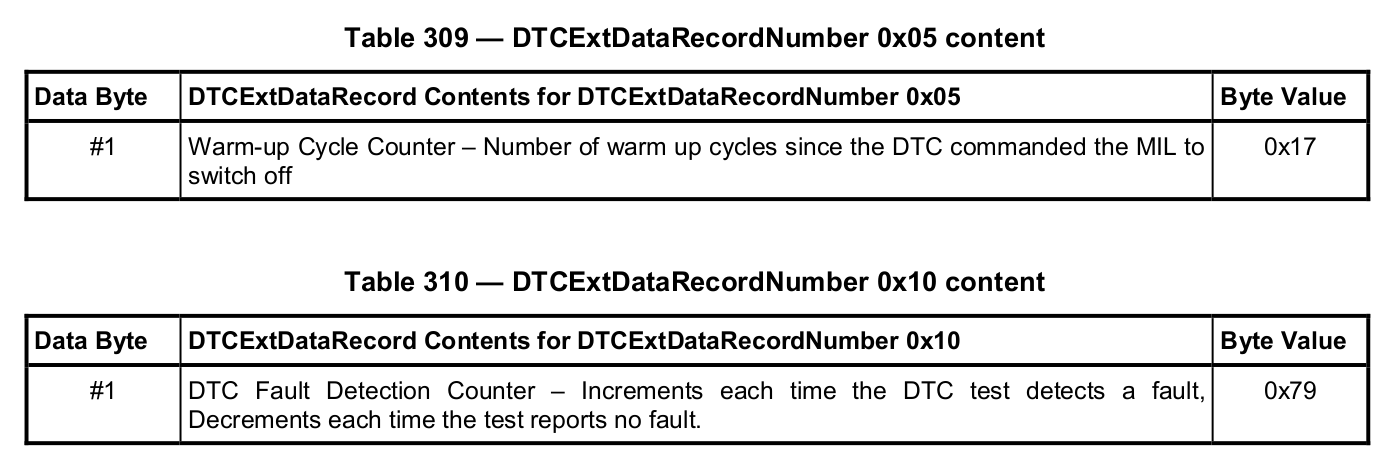 Table 309 — DTCExtDataRecordNumber 0x05 content
Data Byte DTCExtDataRecord Contents for DTCExtDataRecordNumber 0x05 Byte Value
#1 Warm-up Cycle Counter – Number of warm up cycles since the DTC commanded the MIL to 0x17
switch off
Table 310 — DTCExtDataRecordNumber 0x10 content
Data Byte DTCExtDataRecord Contents for DTCExtDataRecordNumber 0x10 Byte Value
#1 DTC Fault Detection Counter – Increments each time the DTC test detects a fault, 0x79
Decrements each time the test reports no fault.